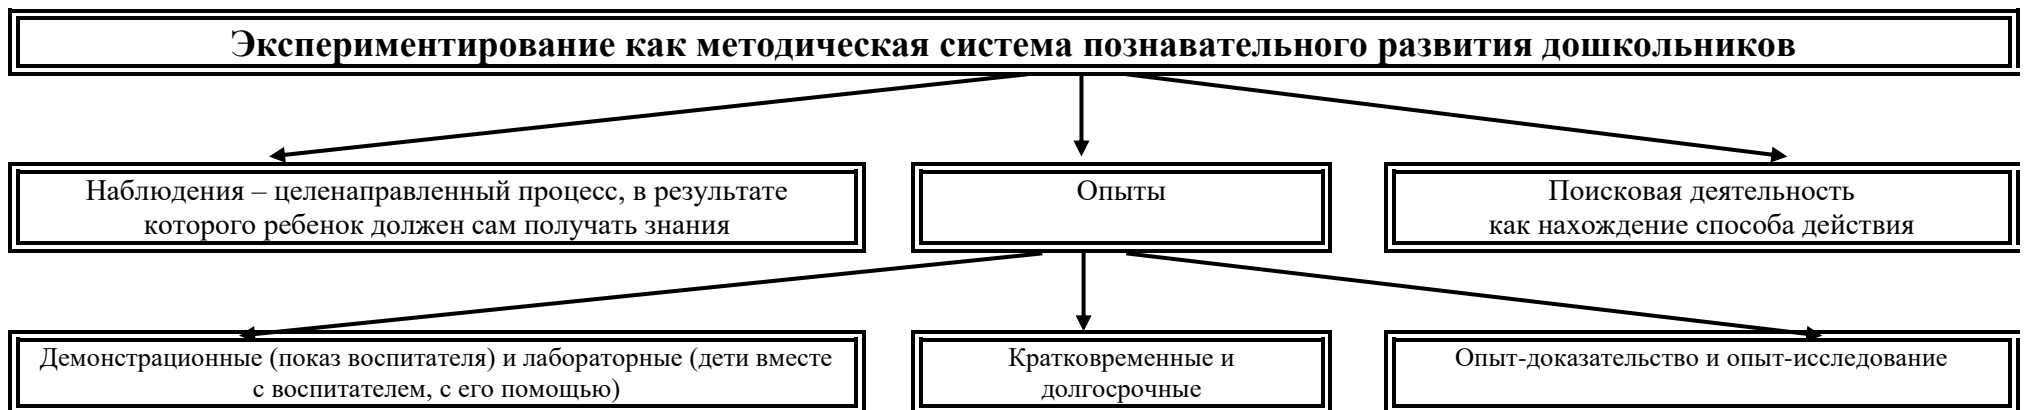 Экспериментирование как методическая система познавательного развития дошкольников
Наблюдения – целенаправленный процесс, в результате
которого ребенок должен сам получать знания
Опыты
Поисковая деятельность
как нахождение способа действия
Демонстрационные (показ воспитателя) и лабораторные (дети вместе
с воспитателем, с его помощью)
Кратковременные и
долгосрочные
Опыт-доказательство и опыт-исследование